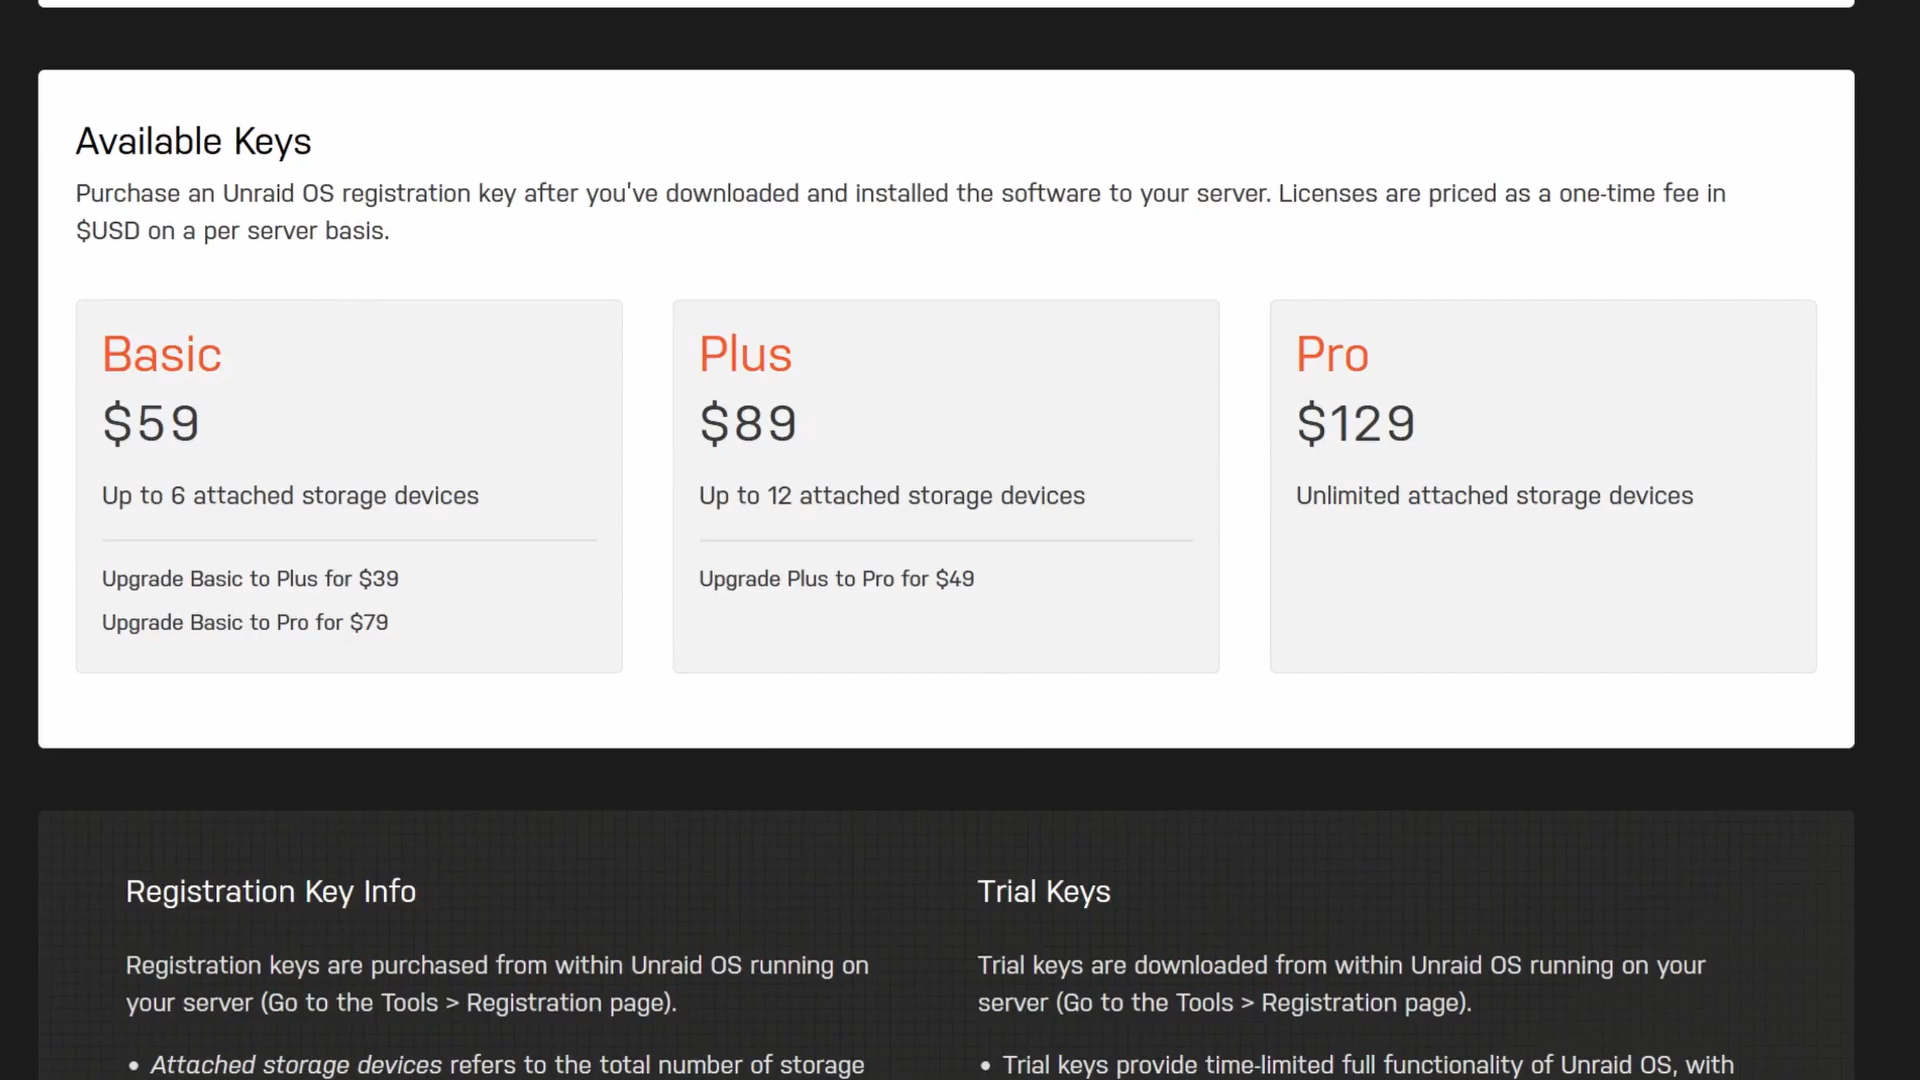 Available Keys
Purchase an Unraid OS registration key after you've downloaded and installed the software to your server. Licenses are priced as a one-time fee in
$USD on a per server basis.
Basic
$59
Up to 6 attached storage devices
Upgrade Basic to Plus for $39
Upgrade Basic to Pro for $79
Plus
$89
Up to 12 attached storage devices
Upgrade Plus to Pro for $49
Pro
$129
Unlimited attached storage devices
Registration Key Info
Registration keys are purchased from within Unraid OS running on
your server (Go to the Tools > Registration page).
• Attached storage devices refers to the total number of storage
Trial Keys
Trial keys are downloaded from within Unraid OS running on your
server (Go to the Tools > Registration page).
• Trial keys provide time-limited full functionality of Unraid OS, with